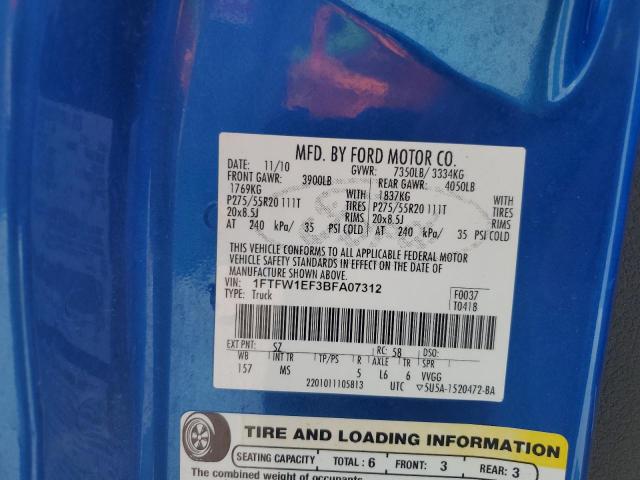 MFD. BY FORD MOTOR CO.
DATE: 11/10 GVWR: 7350LB/ 3334KG
FRONT GAWR: 3900LB REAR GAWR: 4050LB
1769KG WITH 1837KG WITH
P275/55R20 111T TIRES P275/55R20 111T TIRES
20x8.5J RIMS 20x8.5J RIMS
AT 240 kPa/ 35 PSI COLD AT 240 kPa/ 35 PSI COLD
THIS VEHICLE CONFORMS TO ALL APPLICABLE FEDERAL MOTOR
VEHICLE SAFETY STANDARDS IN EFFECT ON THE DATE OF
MANUFACTURE SHOWN ABOVE.
VIN: 1FTFW1EF3BFA07312 F0037
TYPE: Truck T0418
EXT PNT: SZ RC: 58 DSO:
WB INT TR TP/PS R AXLE TR SPR
157 MS 5 L6 6 VVGG
2201011105813 UTC ▽5U5A-1520472-BA
TIRE AND LOADING INFORMATION
SEATING CAPACITY TOTAL : 6 FRONT: 3 REAR: 3
The combined weight of occupants